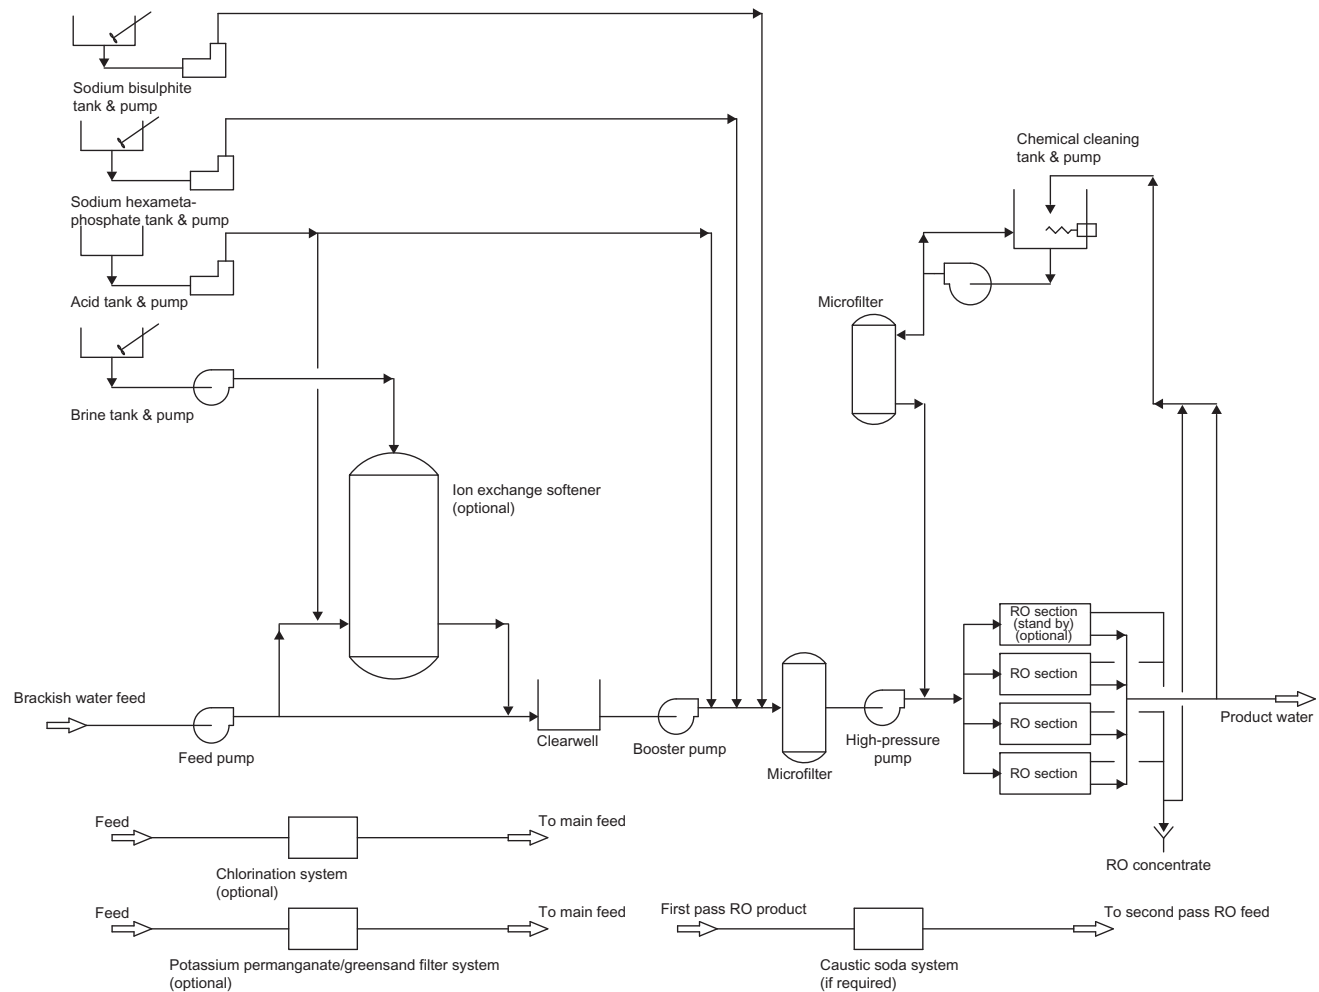 Sodium bisulphite
tank & pump
Sodium hexameta-
phosphate tank & pump
Acid tank & pump
Brine tank & pump
Chemical cleaning
tank & pump
Microfilter
Ion exchange softener
(optional)
Brackish water feed
Feed pump
Clearwell
Booster pump
Microfilter
High-pressure
pump
RO section
(stand by)
(optional)
RO section
RO section
RO section
Product water
RO concentrate
Feed
To main feed
Chlorination system
(optional)
Feed
To main feed
Potassium permanganate/greensand filter system
(optional)
First pass RO product
To second pass RO feed
Caustic soda system
(if required)